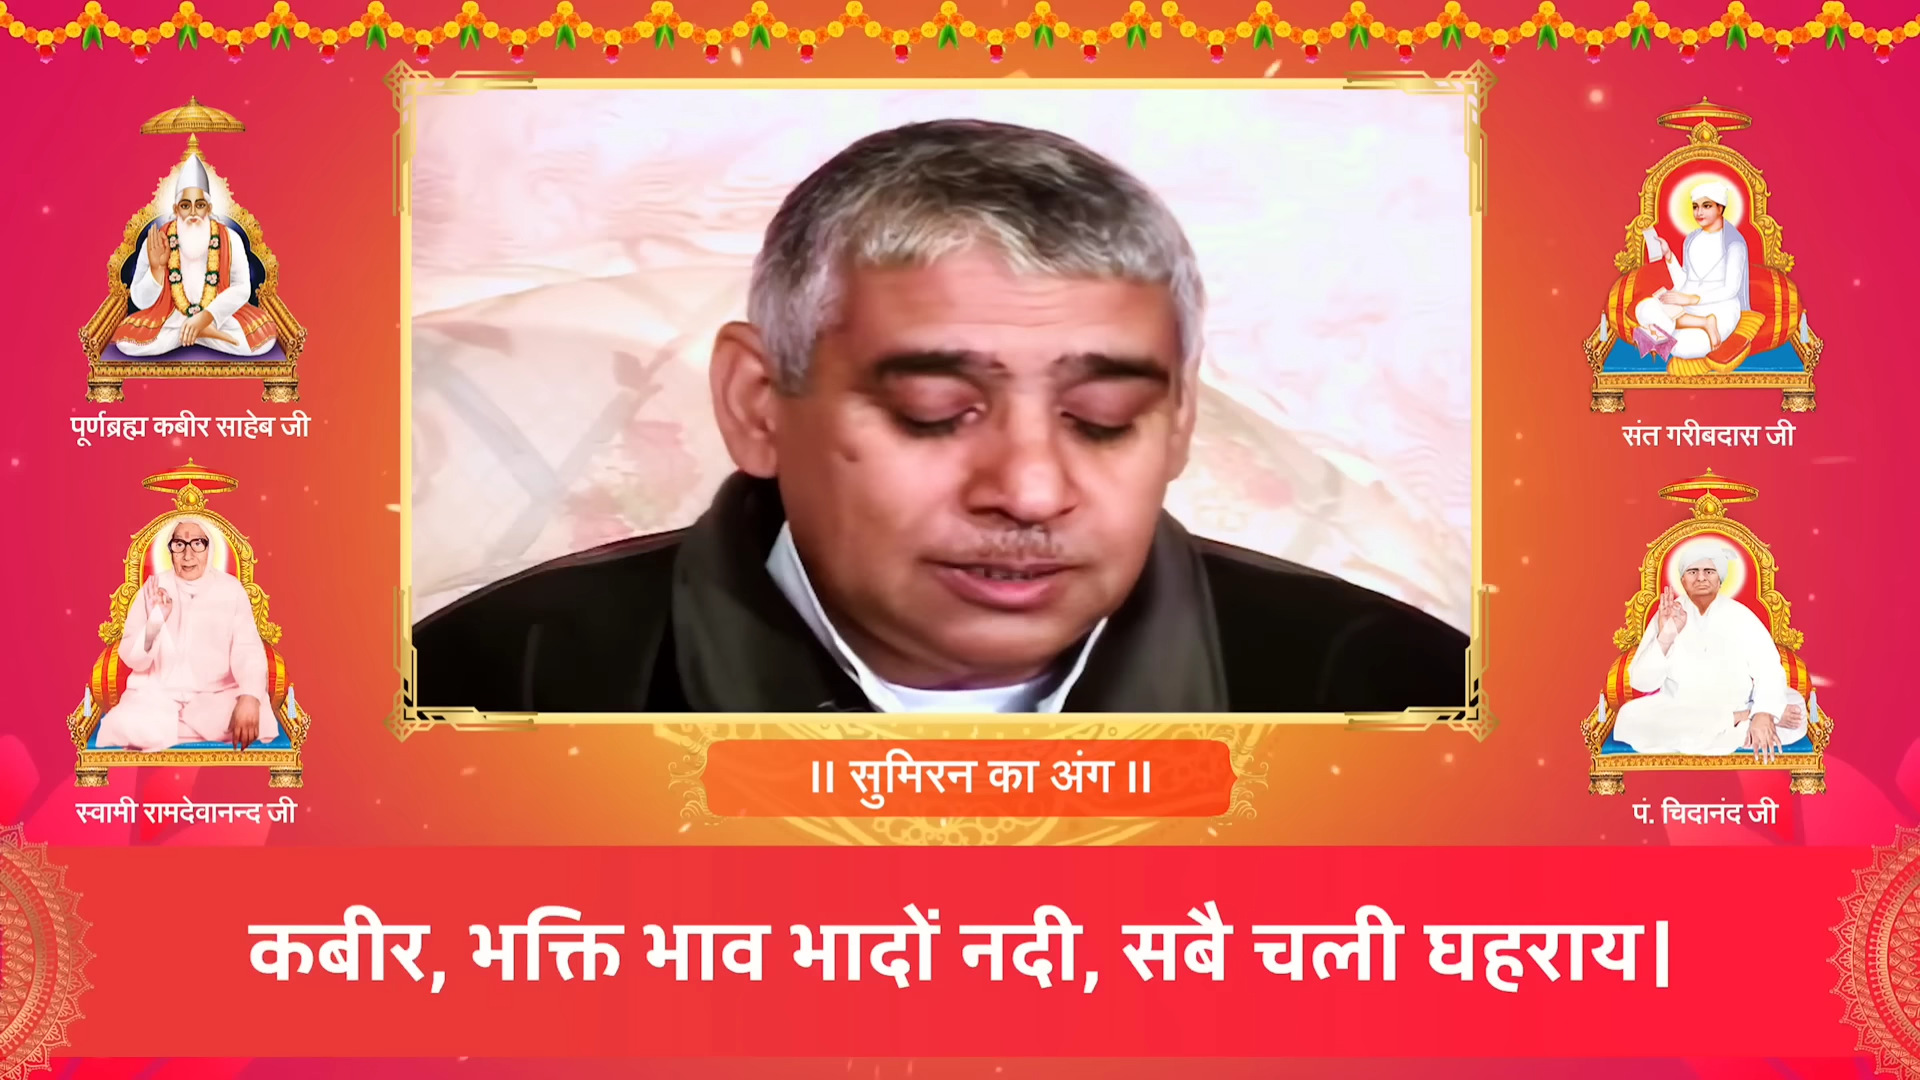 पूर्णब्रह्म कबीर साहेब जी
संत गरीबदास जी
स्वामी रामदेवानन्द जी
पं. चिदानंद जी
।। सुमिरन का अंग ।।
कबीर, भक्ति भाव भादों नदी, सबै चली घहराय।